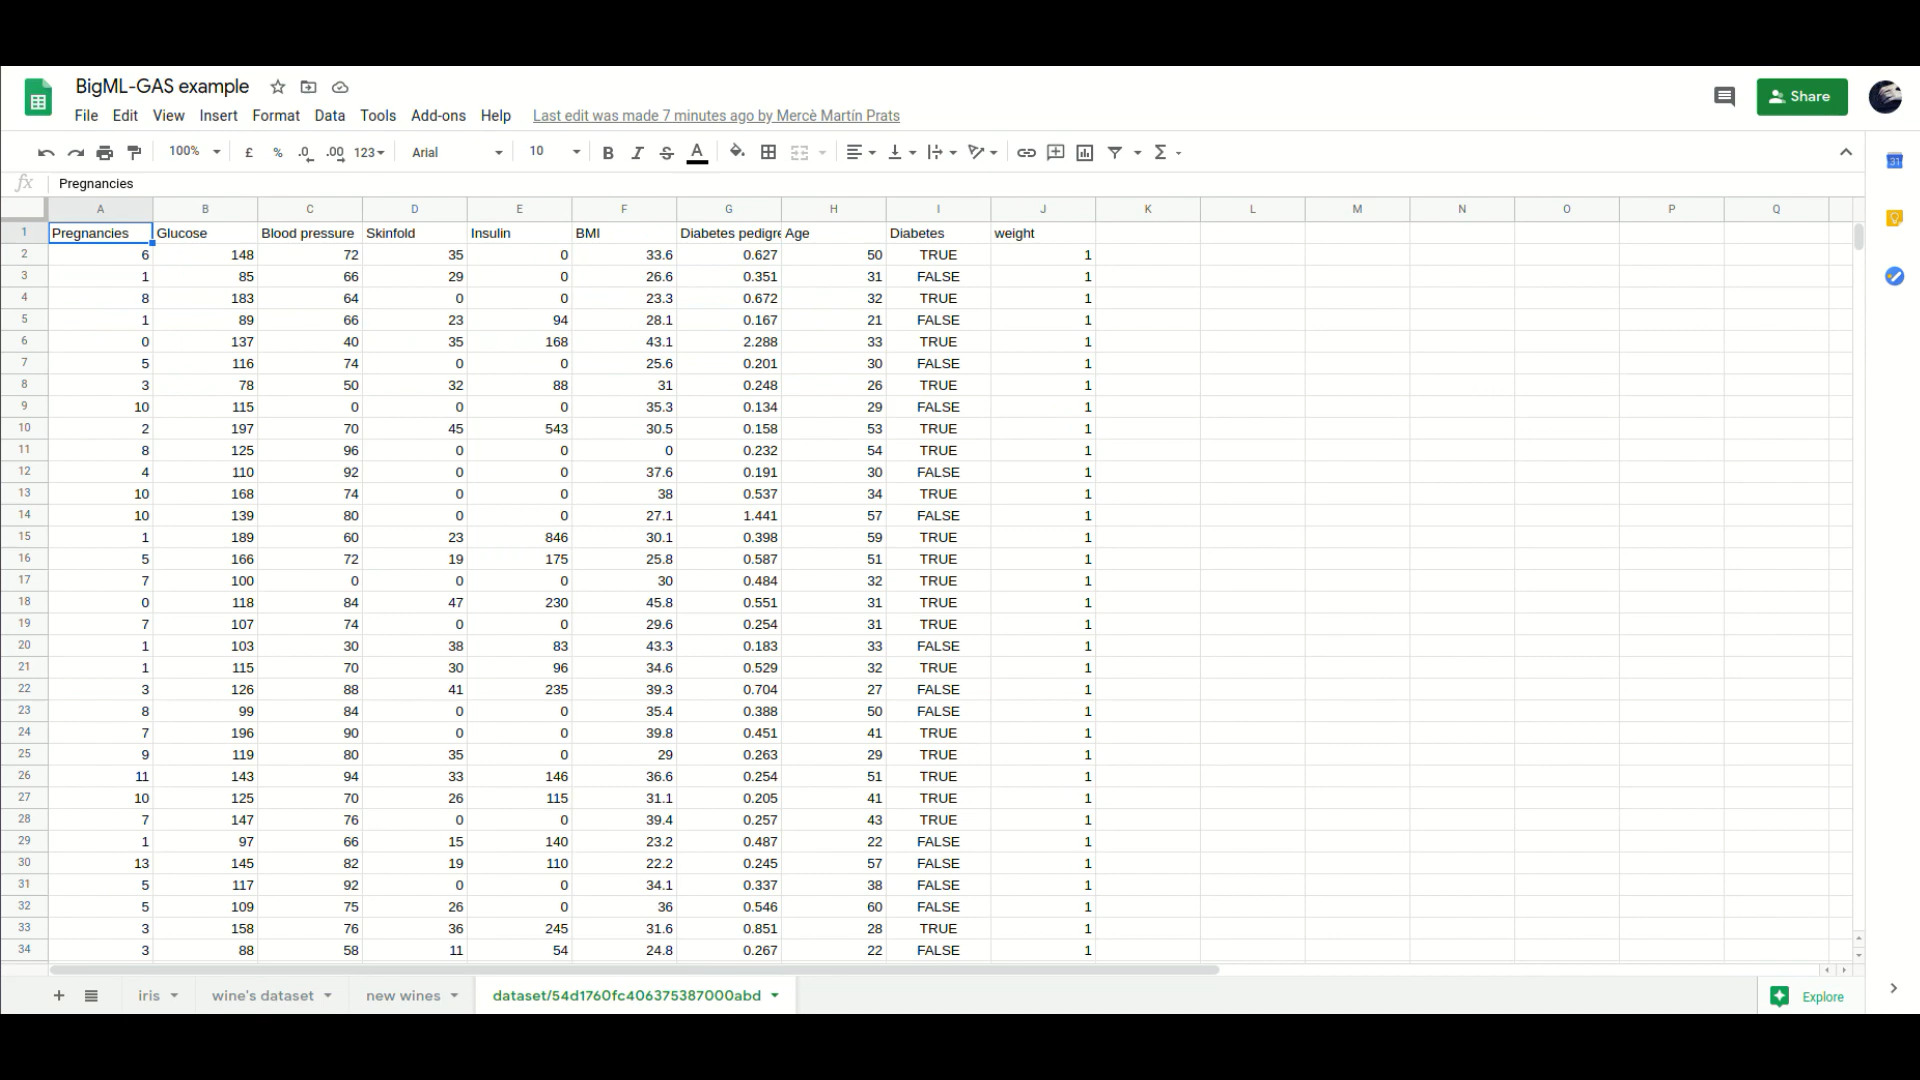 BigML-GAS example
Share
File Edit View Insert Format Data Tools Add-ons Help Last edit was made 7 minutes ago by Mercè Martín Prats
100% £ % .0 .00 123 Arial 10 B I S A Σ
31
fx Pregnancies
A B C D E F G H I J K L M N O P Q
1 Pregnancies Glucose Blood pressure Skinfold Insulin BMI Diabetes pedigre Age Diabetes weight
2 6 148 72 35 0 33.6 0.627 50 TRUE 1
3 1 85 66 29 0 26.6 0.351 31 FALSE 1
4 8 183 64 0 0 23.3 0.672 32 TRUE 1
5 1 89 66 23 94 28.1 0.167 21 FALSE 1
6 0 137 40 35 168 43.1 2.288 33 TRUE 1
7 5 116 74 0 0 25.6 0.201 30 FALSE 1
8 3 78 50 32 88 31 0.248 26 TRUE 1
9 10 115 0 0 0 35.3 0.134 29 FALSE 1
10 2 197 70 45 543 30.5 0.158 53 TRUE 1
11 8 125 96 0 0 0 0.232 54 TRUE 1
12 4 110 92 0 0 37.6 0.191 30 FALSE 1
13 10 168 74 0 0 38 0.537 34 TRUE 1
14 10 139 80 0 0 27.1 1.441 57 FALSE 1
15 1 189 60 23 846 30.1 0.398 59 TRUE 1
16 5 166 72 19 175 25.8 0.587 51 TRUE 1
17 7 100 0 0 0 30 0.484 32 TRUE 1
18 0 118 84 47 230 45.8 0.551 31 TRUE 1
19 7 107 74 0 0 29.6 0.254 31 TRUE 1
20 1 103 30 38 83 43.3 0.183 33 FALSE 1
21 1 115 70 30 96 34.6 0.529 32 TRUE 1
22 3 126 88 41 235 39.3 0.704 27 FALSE 1
23 8 99 84 0 0 35.4 0.388 50 FALSE 1
24 7 196 90 0 0 39.8 0.451 41 TRUE 1
25 9 119 80 35 0 29 0.263 29 TRUE 1
26 11 143 94 33 146 36.6 0.254 51 TRUE 1
27 10 125 70 26 115 31.1 0.205 41 TRUE 1
28 7 147 76 0 0 39.4 0.257 43 TRUE 1
29 1 97 66 15 140 23.2 0.487 22 FALSE 1
30 13 145 82 19 110 22.2 0.245 57 FALSE 1
31 5 117 92 0 0 34.1 0.337 38 FALSE 1
32 5 109 75 26 0 36 0.546 60 FALSE 1
33 3 158 76 36 245 31.6 0.851 28 TRUE 1
34 3 88 58 11 54 24.8 0.267 22 FALSE 1
iris wine's dataset new wines dataset/54d1760fc406375387000abd Explore